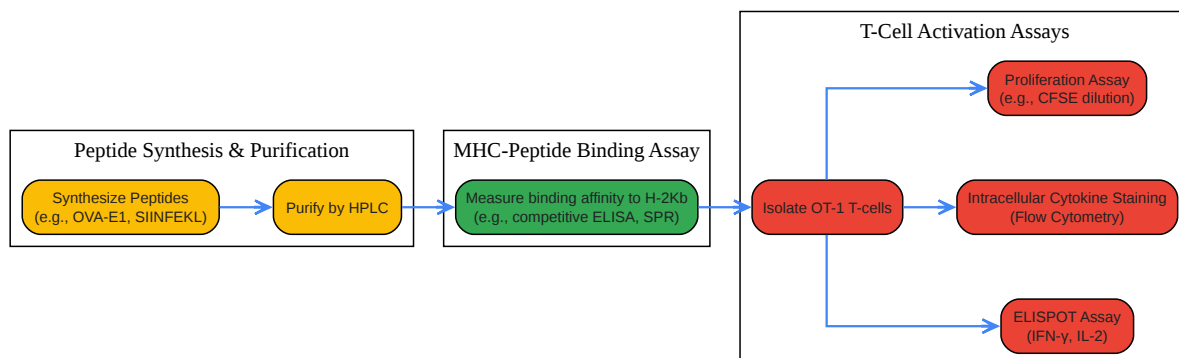 T-Cell Activation Assays
Proliferation Assay
(e.g., CFSE dilution)
Peptide Synthesis & Purification
MHC-Peptide Binding Assay
Synthesize Peptides
(e.g., OVA-E1, SIINFEKL)
Purify by HPLC
Measure binding affinity to H-2Kb
(e.g., competitive ELISA, SPR)
Isolate OT-1 T-cells
Intracellular Cytokine Staining
(Flow Cytometry)
ELISPOT Assay
(IFN-γ, IL-2)